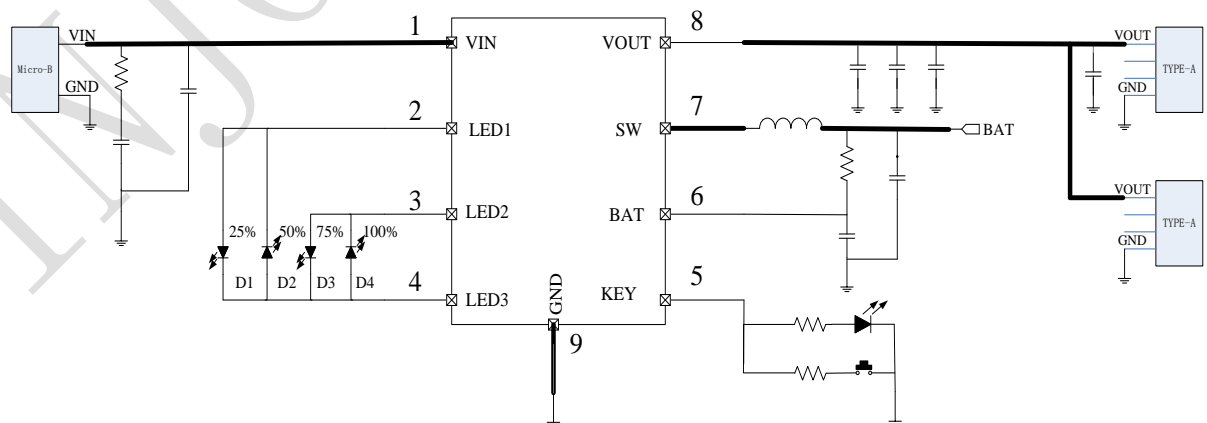 1
8
VIN
VIN
VOUT
VOUT
Micro-B
TYPE-A
GND
GND
2
7
LED1
SW
BAT
3
6
LED2
BAT
VOUT
25%
50%
75%
100%
TYPE-A
GND
D1
D2
D3
D4
4
5
LED3
GND
KEY
9